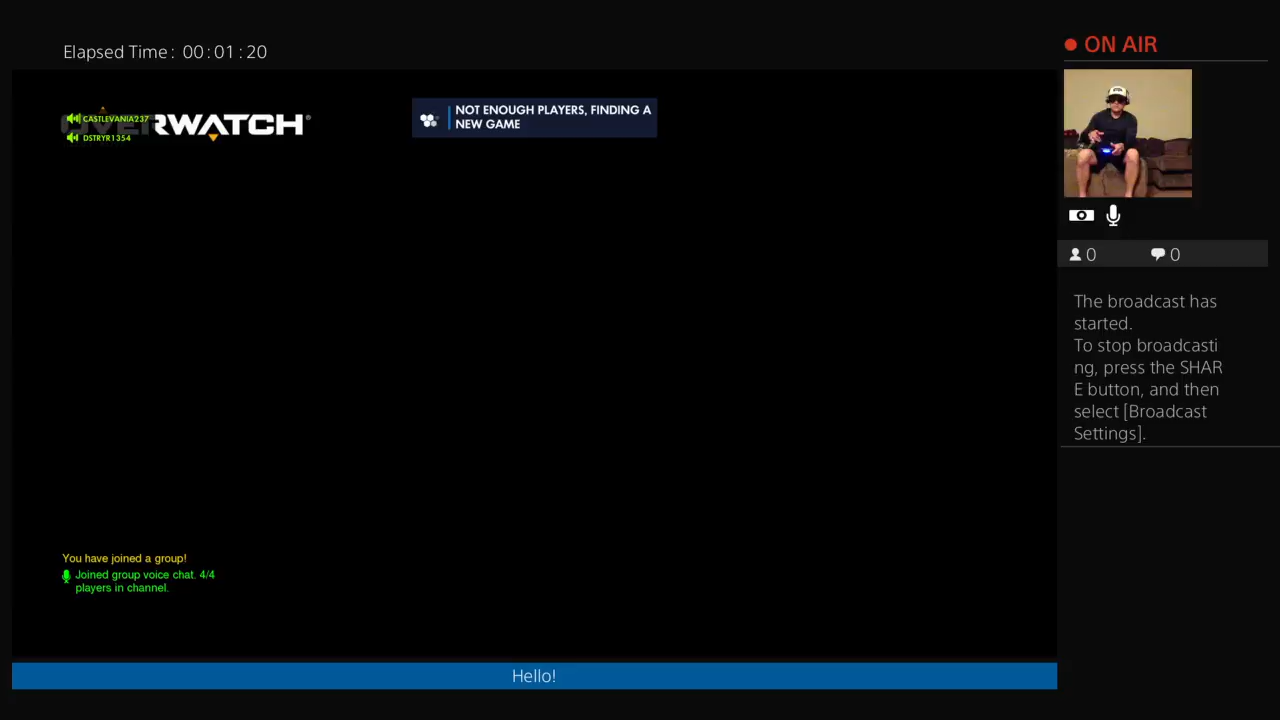 Elapsed Time: 00:01:20
ON AIR
OVERWATCH®
CASTLEVANIA237
DSTRYR1354
NOT ENOUGH PLAYERS, FINDING A
NEW GAME
0 0
The broadcast has
started.
To stop broadcasti
ng, press the SHAR
E button, and then
select [Broadcast
Settings].
You have joined a group!
Joined group voice chat. 4/4
players in channel.
Hello!